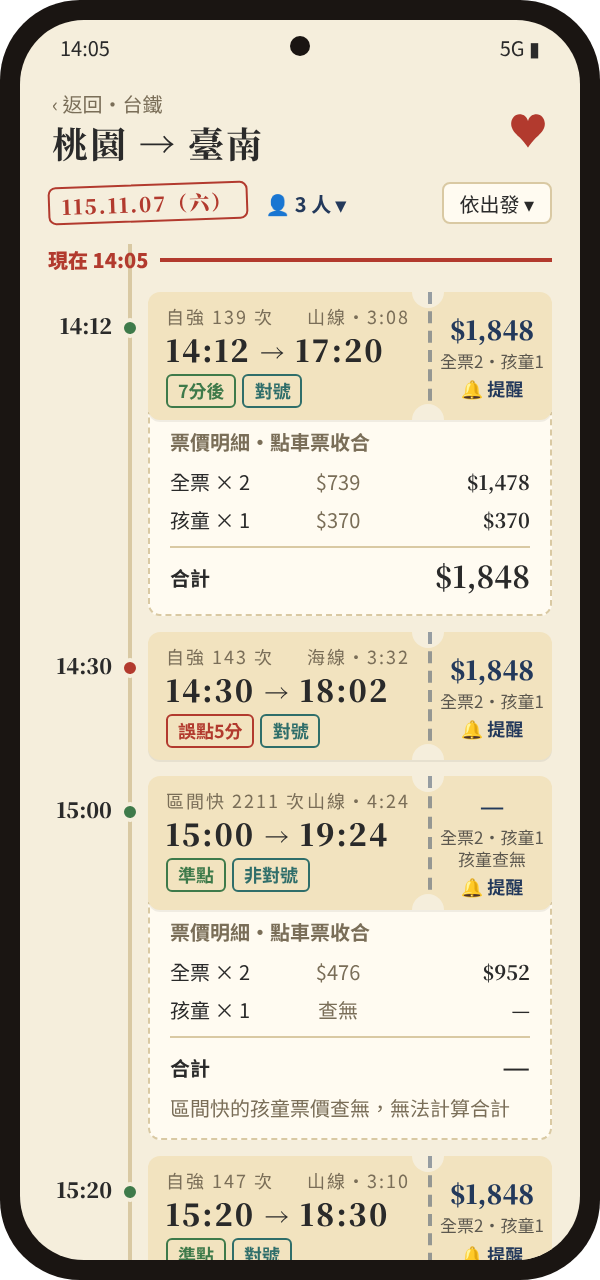 14:05 5G
‹ 返回・台鐵
桃園 → 臺南
115.11.07（六） 3 人 ▾ 依出發 ▾
現在 14:05
14:12
自強 139 次 山線・3:08
14:12 → 17:20
7分後 對號
$1,848
全票2・孩童1
🔔 提醒
票價明細・點車票收合
全票 × 2 $739 $1,478
孩童 × 1 $370 $370
合計 $1,848
14:30
自強 143 次 海線・3:32
14:30 → 18:02
誤點5分 對號
$1,848
全票2・孩童1
🔔 提醒
15:00
區間快 2211 次 山線・4:24
15:00 → 19:24
準點 非對號
—
全票2・孩童1
孩童查無
🔔 提醒
票價明細・點車票收合
全票 × 2 $476 $952
孩童 × 1 查無 —
合計 —
區間快的孩童票價查無，無法計算合計
15:20
自強 147 次 山線・3:10
15:20 → 18:30
準點 對號
$1,848
全票2・孩童1
🔔 提醒